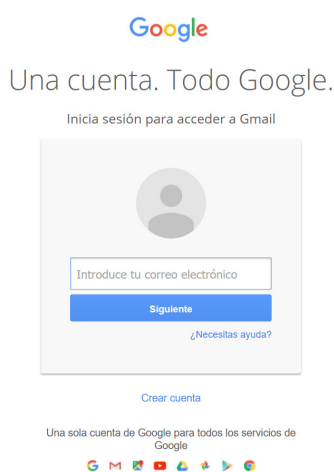 Google
Una cuenta. Todo Google.
Inicia sesión para acceder a Gmail
Introduce tu correo electrónico
Siguiente
¿Necesitas ayuda?
Crear cuenta
Una sola cuenta de Google para todos los servicios de
Google